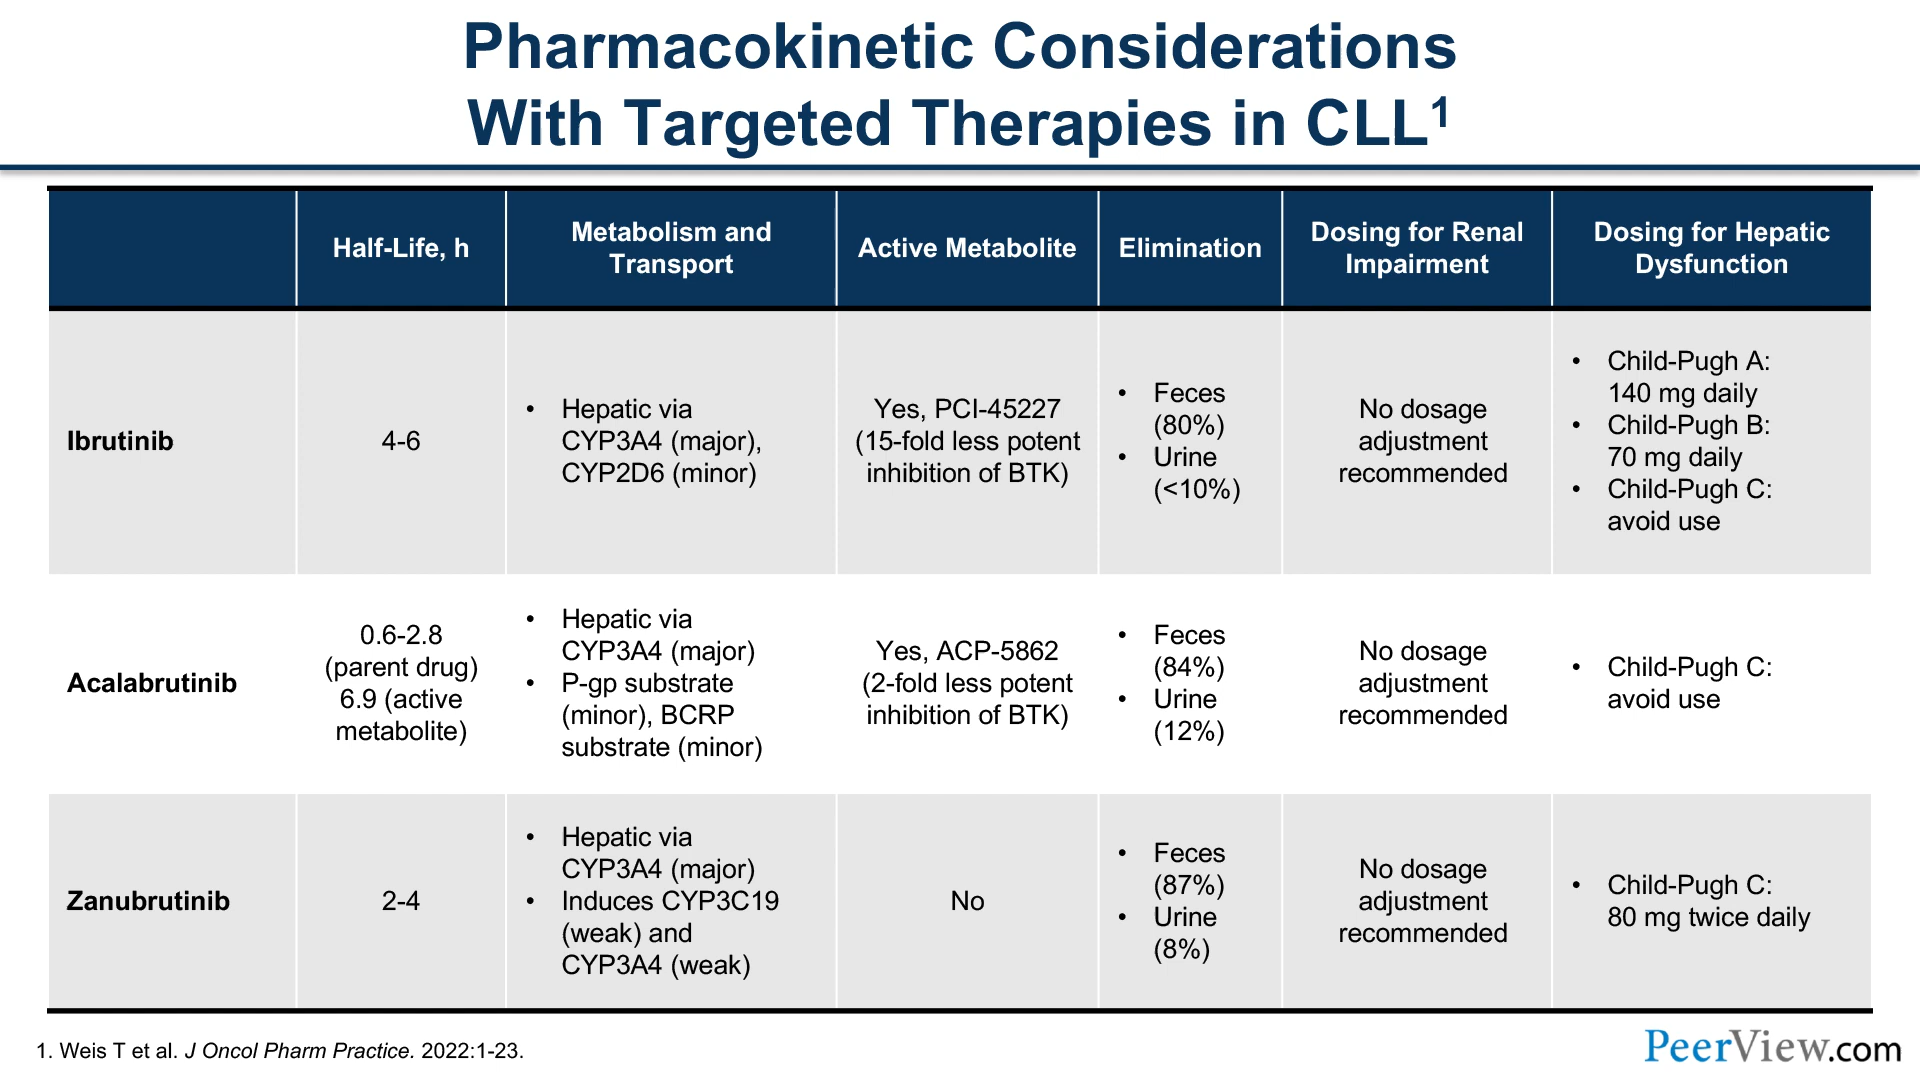 Pharmacokinetic Considerations
With Targeted Therapies in CLL1
Half-Life, h
Metabolism and
Transport
Active Metabolite
Elimination
Dosing for Renal
Impairment
Dosing for Hepatic
Dysfunction
Ibrutinib
4-6
• Hepatic via
CYP3A4 (major),
CYP2D6 (minor)
Yes, PCI-45227
(15-fold less potent
inhibition of BTK)
• Feces
(80%)
• Urine
(<10%)
No dosage
adjustment
recommended
• Child-Pugh A:
140 mg daily
• Child-Pugh B:
70 mg daily
• Child-Pugh C:
avoid use
Acalabrutinib
0.6-2.8
(parent drug)
6.9 (active
metabolite)
• Hepatic via
CYP3A4 (major)
• P-gp substrate
(minor), BCRP
substrate (minor)
Yes, ACP-5862
(2-fold less potent
inhibition of BTK)
• Feces
(84%)
• Urine
(12%)
No dosage
adjustment
recommended
• Child-Pugh C:
avoid use
Zanubrutinib
2-4
• Hepatic via
CYP3A4 (major)
• Induces CYP3C19
(weak) and
CYP3A4 (weak)
No
• Feces
(87%)
• Urine
(8%)
No dosage
adjustment
recommended
• Child-Pugh C:
80 mg twice daily
1. Weis T et al. J Oncol Pharm Practice. 2022:1-23.
PeerView.com